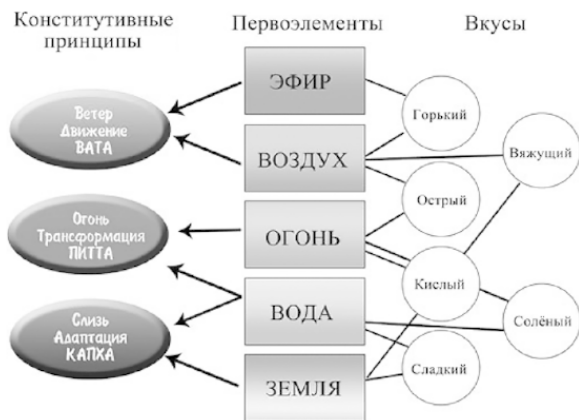 Конститутивные
принципы
Первоэлементы
Вкусы
Ветер
Движение
ВАТА
Огонь
Трансформация
ПИТТА
Слизь
Адаптация
КАПХА
ЭФИР
ВОЗДУХ
ОГОНЬ
ВОДА
ЗЕМЛЯ
Горький
Вяжущий
Острый
Кислый
Солёный
Сладкий